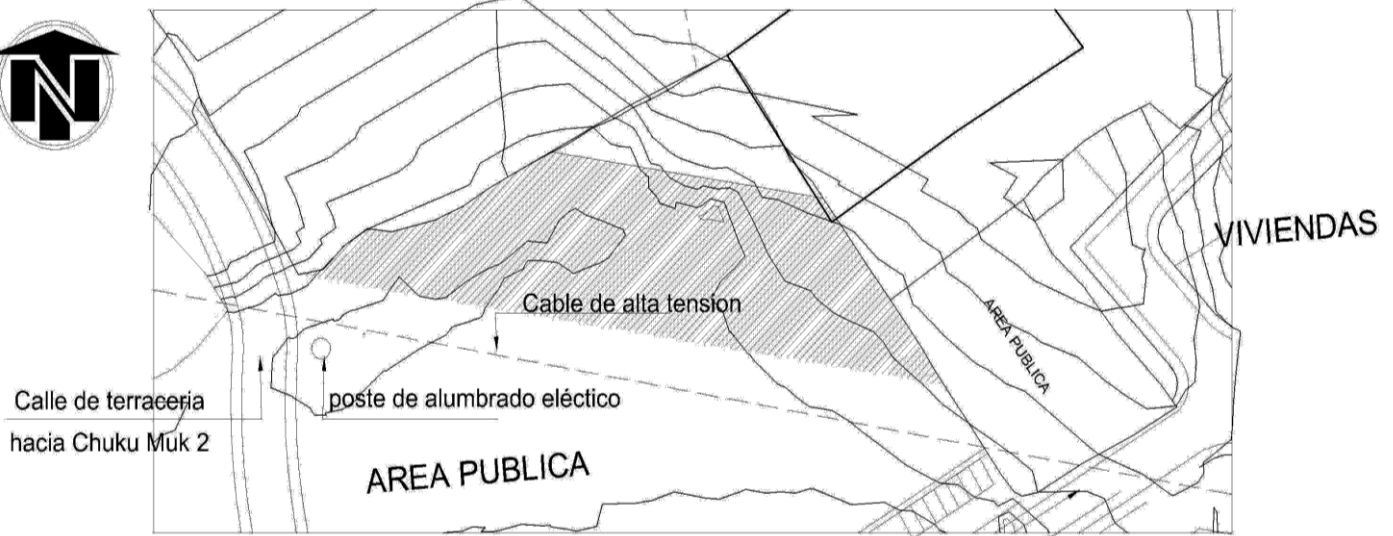 N
VIVIENDAS
Cable de alta tension
AREA PUBLICA
Calle de terraceria
hacia Chuku Muk 2
poste de alumbrado eléctico
AREA PUBLICA